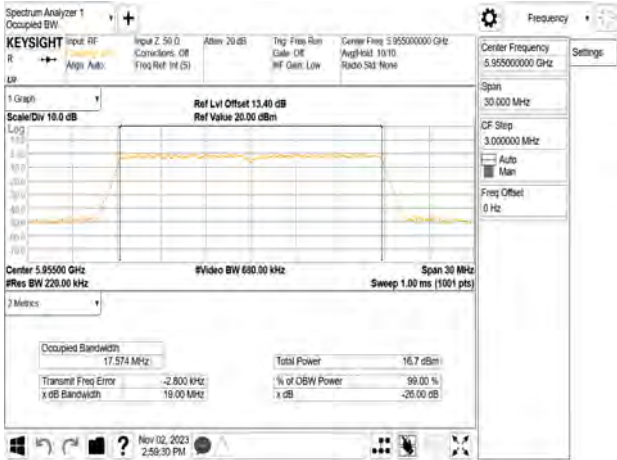 Spectrum Analyzer 1
Occupied BW
+
Frequency
KEYSIGHT
Input: RF
Input Z: 50 Ω
Atten: 20 dB
Trig: Free Run
Center Freq: 5.955000000 GHz
R
Corrections: Off
Gate: Off
Avg|Hold: 10/10
Align: Auto
Freq Ref: Int (S)
#IF Gain: Low
Radio Std: None
Center Frequency
5.955000000 GHz
Settings
Span
30.000 MHz
CF Step
3.000000 MHz
Auto
Man
Freq Offset
0 Hz
1 Graph
Ref Lvl Offset 13.40 dB
Scale/Div 10.0 dB
Ref Value 20.00 dBm
Log
Center 5.95500 GHz
#Video BW 680.00 kHz
Span 30 MHz
#Res BW 220.00 kHz
Sweep 1.00 ms (1001 pts)
2 Metrics
Occupied Bandwidth
17.574 MHz
Total Power
16.7 dBm
Transmit Freq Error
-2.800 kHz
% of OBW Power
99.00 %
x dB Bandwidth
19.00 MHz
x dB
-26.00 dB
?
Nov 02, 2023
2:59:30 PM